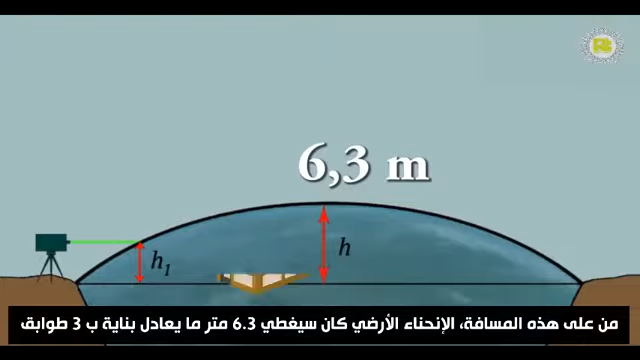 6,3 m
h₁
h
من على هذه المسافة، الإنحناء الأرضي كان سيغطي 6.3 متر ما يعادل بناية ب 3 طوابق